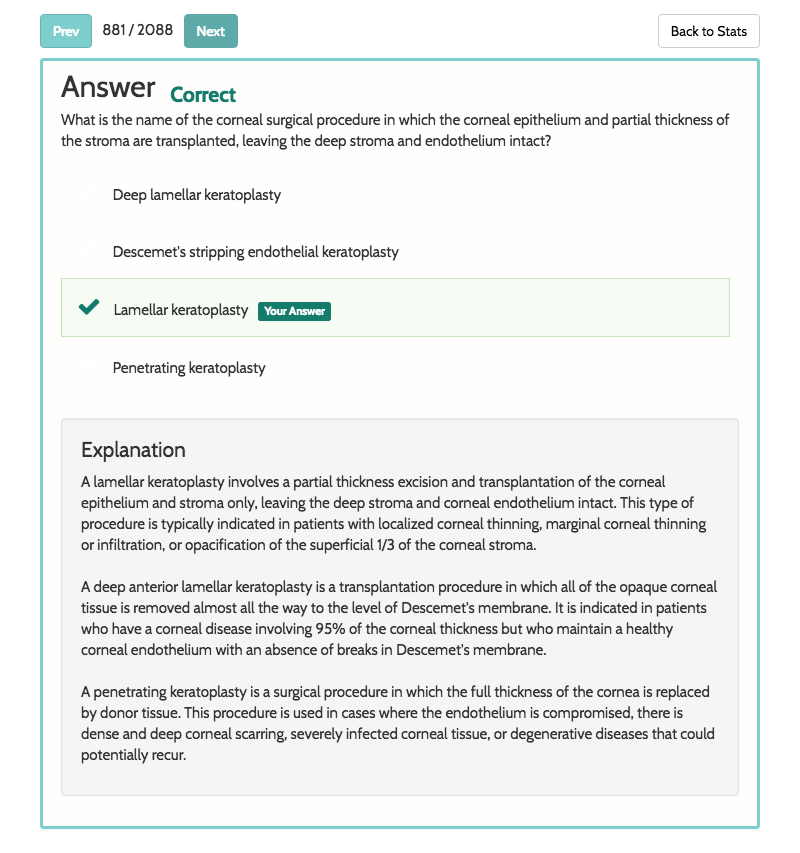 Prev 881 / 2088 Next Back to Stats
Answer Correct
What is the name of the corneal surgical procedure in which the corneal epithelium and partial thickness of
the stroma are transplanted, leaving the deep stroma and endothelium intact?
Deep lamellar keratoplasty
Descemet's stripping endothelial keratoplasty
Lamellar keratoplasty Your Answer
Penetrating keratoplasty
Explanation
A lamellar keratoplasty involves a partial thickness excision and transplantation of the corneal
epithelium and stroma only, leaving the deep stroma and corneal endothelium intact. This type of
procedure is typically indicated in patients with localized corneal thinning, marginal corneal thinning
or infiltration, or opacification of the superficial 1/3 of the corneal stroma.
A deep anterior lamellar keratoplasty is a transplantation procedure in which all of the opaque corneal
tissue is removed almost all the way to the level of Descemet's membrane. It is indicated in patients
who have a corneal disease involving 95% of the corneal thickness but who maintain a healthy
corneal endothelium with an absence of breaks in Descemet's membrane.
A penetrating keratoplasty is a surgical procedure in which the full thickness of the cornea is replaced
by donor tissue. This procedure is used in cases where the endothelium is compromised, there is
dense and deep corneal scarring, severely infected corneal tissue, or degenerative diseases that could
potentially recur.